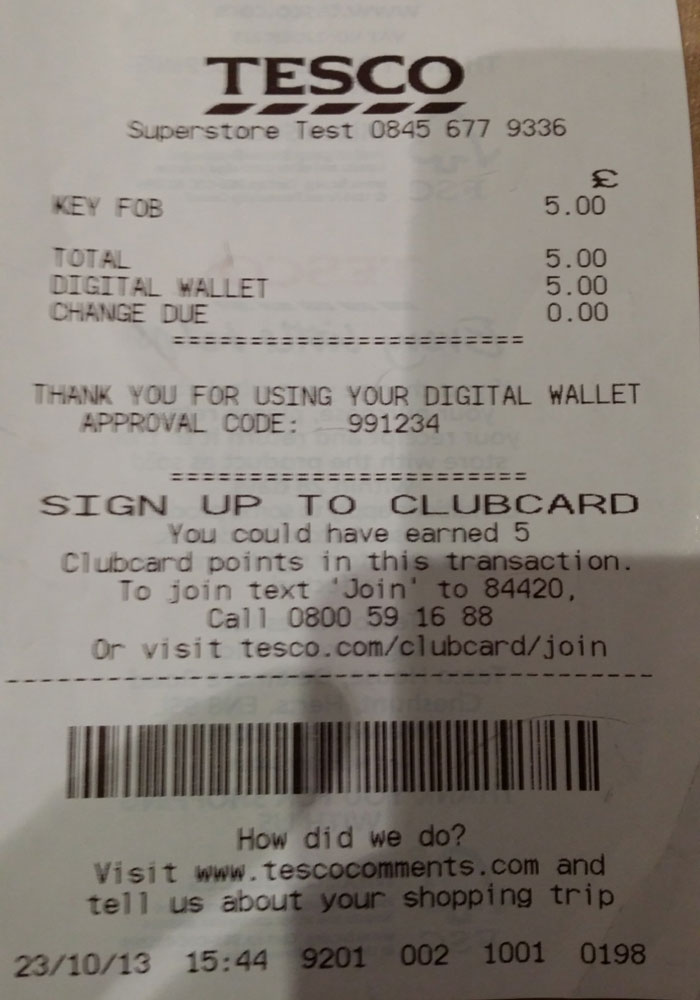 TESCO
Superstore Test 0845 677 9336
£
KEY FOB 5.00
TOTAL 5.00
DIGITAL WALLET 5.00
CHANGE DUE 0.00
=======================
THANK YOU FOR USING YOUR DIGITAL WALLET
APPROVAL CODE: 991234
=======================
SIGN UP TO CLUBCARD
You could have earned 5
Clubcard points in this transaction.
To join text 'Join' to 84420,
Call 0800 59 16 88
Or visit tesco.com/clubcard/join
------------------------------------------
How did we do?
Visit www.tescocomments.com and
tell us about your shopping trip
23/10/13 15:44 9201 002 1001 0198